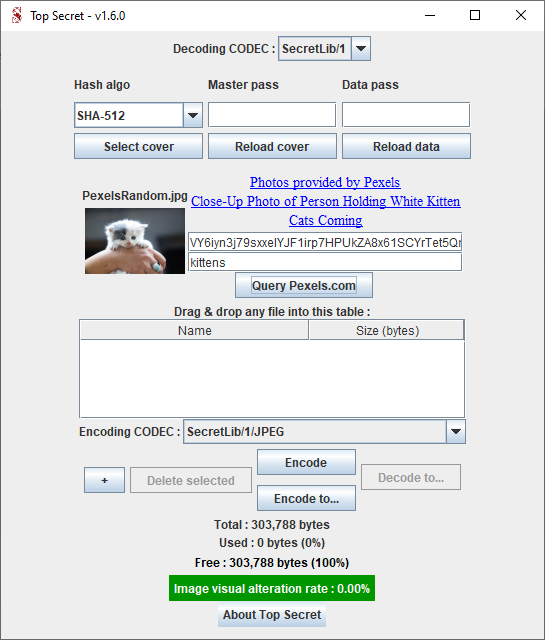 Top Secret - v1.6.0
Decoding CODEC : SecretLib/1
Hash algo Master pass Data pass
SHA-512
Select cover Reload cover Reload data
PexelsRandom.jpg
Photos provided by Pexels
Close-Up Photo of Person Holding White Kitten
Cats Coming
kittens
Query Pexels.com
Drag & drop any file into this table :
Name Size (bytes)
Encoding CODEC : SecretLib/1/JPEG
+ Delete selected Encode Decode to...
Encode to...
Total : 303,788 bytes
Used : 0 bytes (0%)
Free : 303,788 bytes (100%)
Image visual alteration rate : 0.00%
About Top Secret